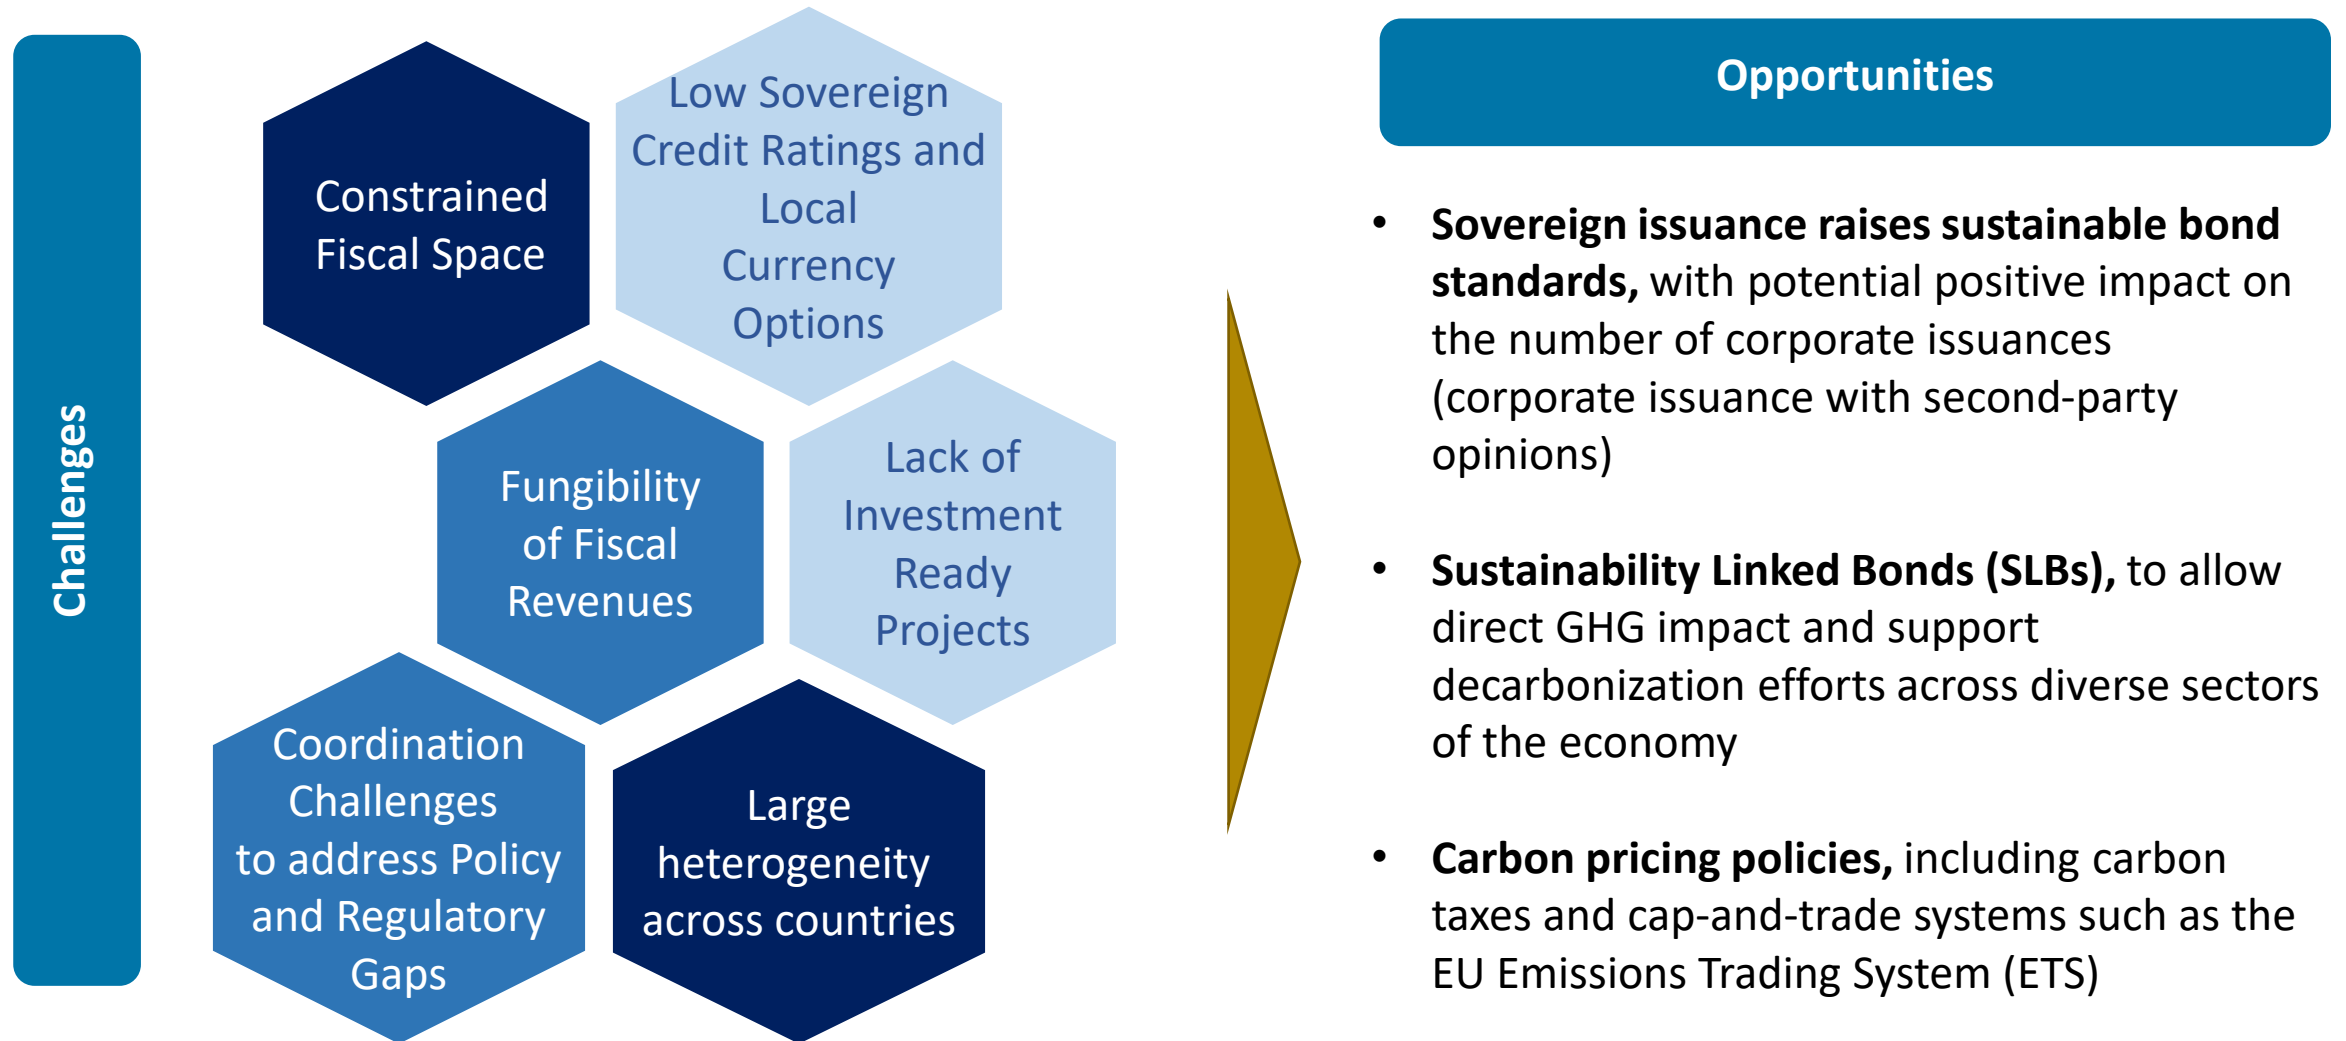 Challenges
Constrained
Fiscal Space
Low Sovereign
Credit Ratings and
Local
Currency
Options
Fungibility
of Fiscal
Revenues
Lack of
Investment
Ready
Projects
Coordination
Challenges
to address Policy
and Regulatory
Gaps
Large
heterogeneity
across countries
Opportunities
• Sovereign issuance raises sustainable bond
standards, with potential positive impact on
the number of corporate issuances
(corporate issuance with second-party
opinions)
• Sustainability Linked Bonds (SLBs), to allow
direct GHG impact and support
decarbonization efforts across diverse sectors
of the economy
• Carbon pricing policies, including carbon
taxes and cap-and-trade systems such as the
EU Emissions Trading System (ETS)